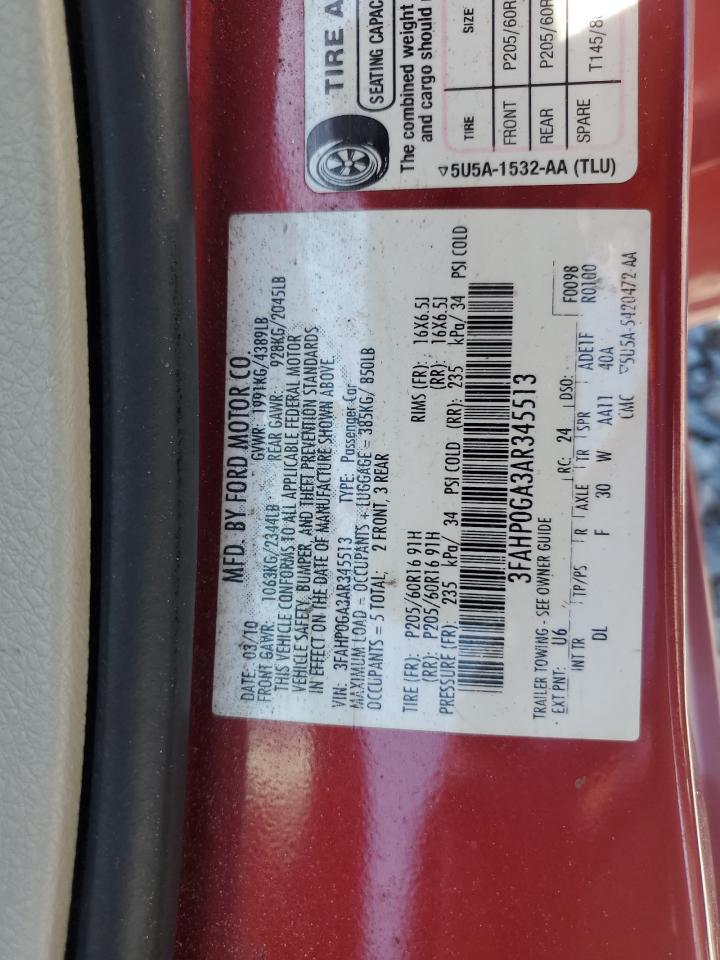 MFD. BY FORD MOTOR CO.
DATE: 03/10 GVWR: 1991KG/4389LB
FRONT GAWR: 1063KG/2344LB REAR GAWR: 928KG/2045LB
THIS VEHICLE CONFORMS TO ALL APPLICABLE FEDERAL MOTOR
VEHICLE SAFETY, BUMPER, AND THEFT PREVENTION STANDARDS
IN EFFECT ON THE DATE OF MANUFACTURE SHOWN ABOVE.
VIN: 3FAHP0GA3AR345513 TYPE: Passenger Car
MAXIMUM LOAD = OCCUPANTS + LUGGAGE = 385KG/ 850LB
OCCUPANTS = 5 TOTAL: 2 FRONT, 3 REAR
TIRE (FR): P205/60R16 91H RIMS (FR): 16X6.5J
(RR): P205/60R16 91H (RR): 16X6.5J
PRESSURE (FR): 235 kPa/ 34 PSI COLD (RR): 235 kPa/ 34 PSI COLD
3FAHP0GA3AR345513
TRAILER TOWING - SEE OWNER GUIDE
EXT PNT: U6 RC: 24 DSO: F0098
INT TR TP/PS R AXLE TR SPR ADE1F R0100
DL F 30 W AA11 40A
CMC ▽5U5A-5420472-AA
TIRE A
SEATING CAPAC
The combined weight
and cargo should
TIRE SIZE
FRONT P205/60R
REAR P205/60R
SPARE T145/8
▽5U5A-1532-AA (TLU)